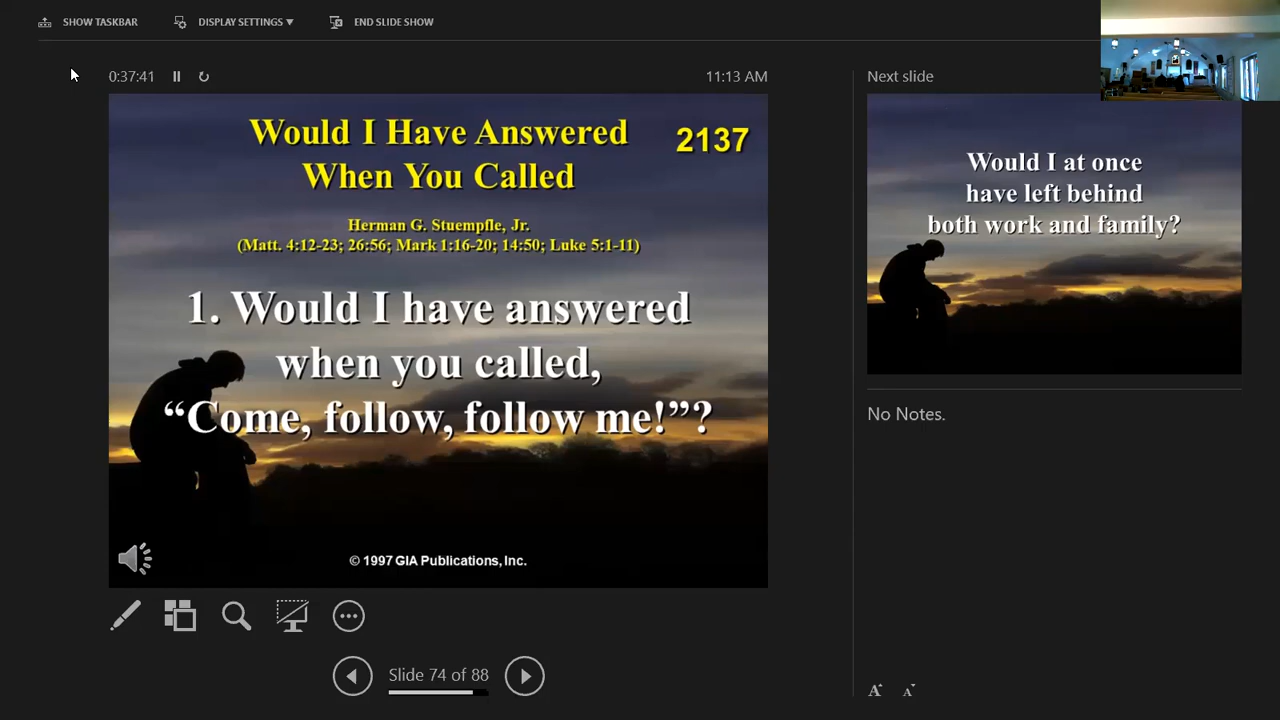 SHOW TASKBAR
DISPLAY SETTINGS ▼
END SLIDE SHOW
0:37:41
11:13 AM
Would I Have Answered
When You Called
2137
Herman G. Stuempfle, Jr.
(Matt. 4:12-23; 26:56; Mark 1:16-20; 14:50; Luke 5:1-11)
1. Would I have answered
when you called,
“Come, follow, follow me!”?
© 1997 GIA Publications, Inc.
Slide 74 of 88
Next slide
Would I at once
have left behind
both work and family?
No Notes.
A A